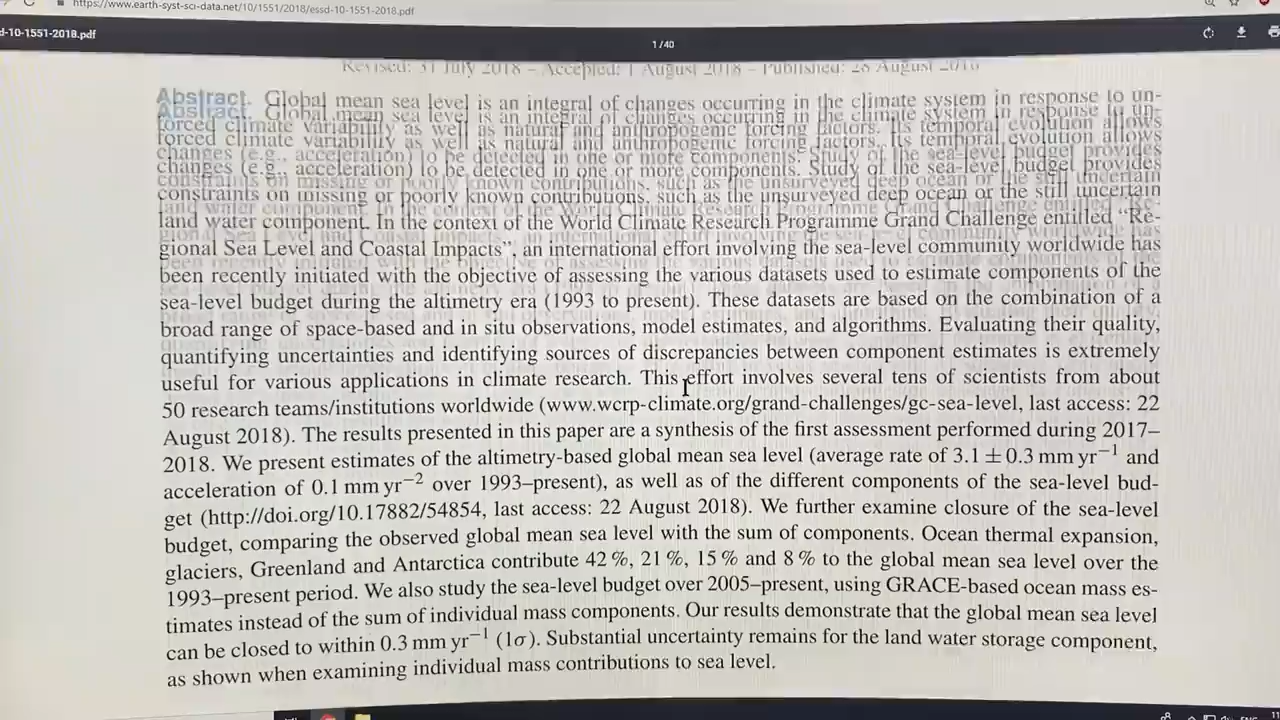 https://www.earth-syst-sci-data.net/10/1551/2018/essd-10-1551-2018.pdf
d-10-1551-2018.pdf
1 / 40
Revised: 31 July 2018 – Accepted: 1 August 2018 – Published: 28 August 2018
Abstract. Global mean sea level is an integral of changes occurring in the climate system in response to un-
forced climate variability as well as natural and anthropogenic forcing factors. Its temporal evolution allows
changes (e.g., acceleration) to be detected in one or more components. Study of the sea-level budget provides
constraints on missing or poorly known contributions, such as the unsurveyed deep ocean or the still uncertain
land water component. In the context of the World Climate Research Programme Grand Challenge entitled “Re-
gional Sea Level and Coastal Impacts”, an international effort involving the sea-level community worldwide has
been recently initiated with the objective of assessing the various datasets used to estimate components of the
sea-level budget during the altimetry era (1993 to present). These datasets are based on the combination of a
broad range of space-based and in situ observations, model estimates, and algorithms. Evaluating their quality,
quantifying uncertainties and identifying sources of discrepancies between component estimates is extremely
useful for various applications in climate research. This effort involves several tens of scientists from about
50 research teams/institutions worldwide (www.wcrp-climate.org/grand-challenges/gc-sea-level, last access: 22
August 2018). The results presented in this paper are a synthesis of the first assessment performed during 2017–
2018. We present estimates of the altimetry-based global mean sea level (average rate of 3.1 ± 0.3 mm yr⁻¹ and
acceleration of 0.1 mm yr⁻² over 1993–present), as well as of the different components of the sea-level bud-
get (http://doi.org/10.17882/54854, last access: 22 August 2018). We further examine closure of the sea-level
budget, comparing the observed global mean sea level with the sum of components. Ocean thermal expansion,
glaciers, Greenland and Antarctica contribute 42 %, 21 %, 15 % and 8 % to the global mean sea level over the
1993–present period. We also study the sea-level budget over 2005–present, using GRACE-based ocean mass es-
timates instead of the sum of individual mass components. Our results demonstrate that the global mean sea level
can be closed to within 0.3 mm yr⁻¹ (1σ). Substantial uncertainty remains for the land water storage component,
as shown when examining individual mass contributions to sea level.